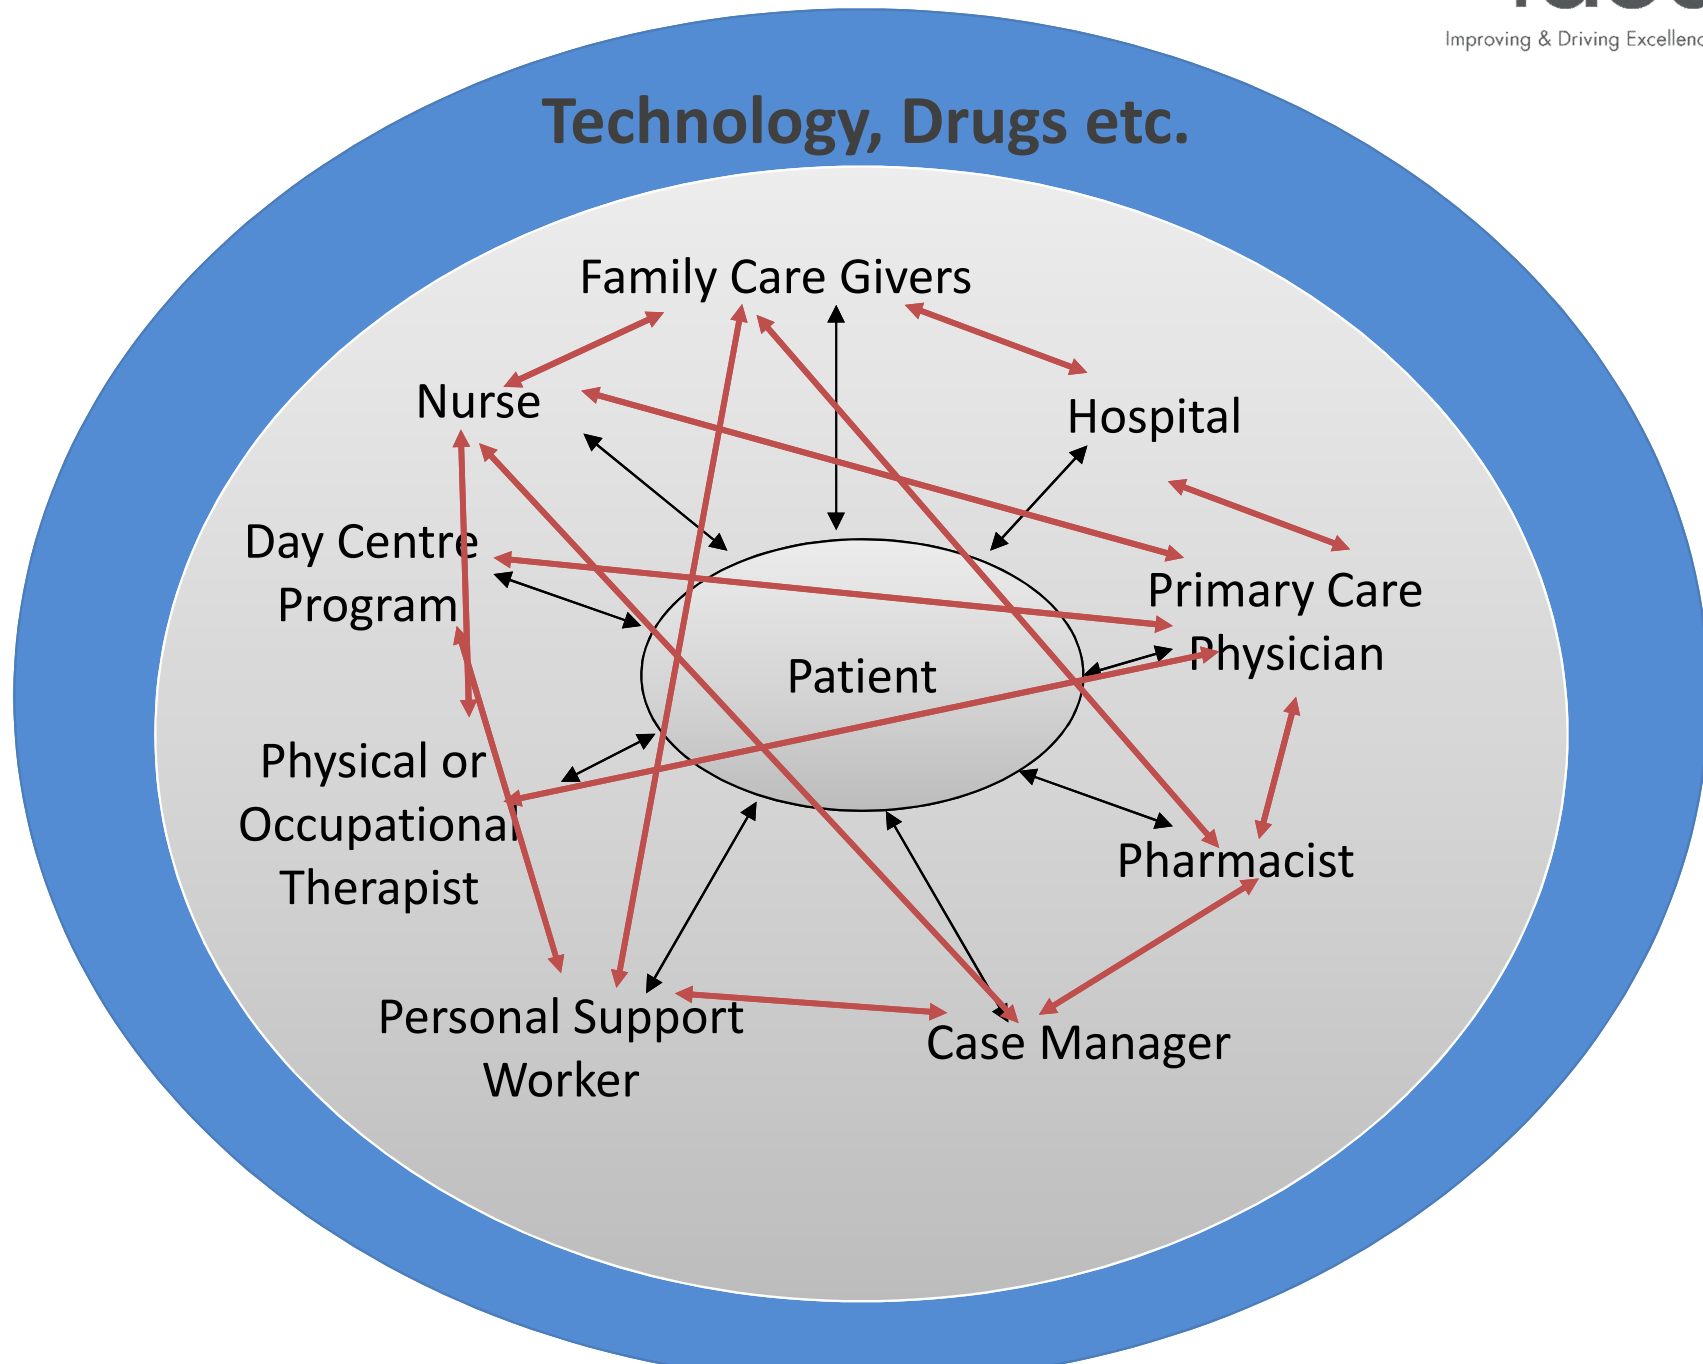 Improving & Driving
Technology, Drugs etc.
Family Care Givers
Nurse
Hospital
Day Centre
Program
Primary Care
Physician
Patient
Physical or
Occupational
Therapist
Pharmacist
Personal Support
Worker
Case Manager